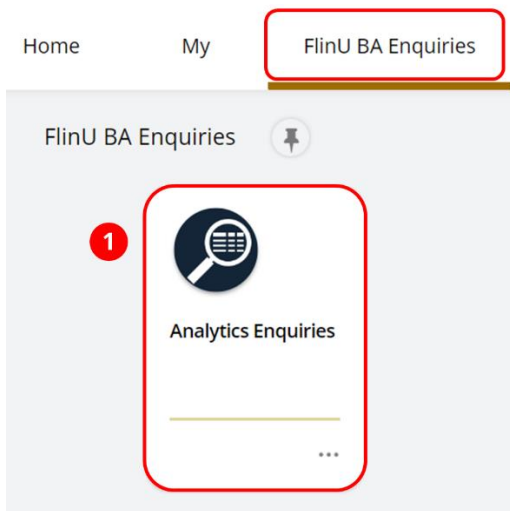 Home My FlinU BA Enquiries
FlinU BA Enquiries
1
Analytics Enquiries
...